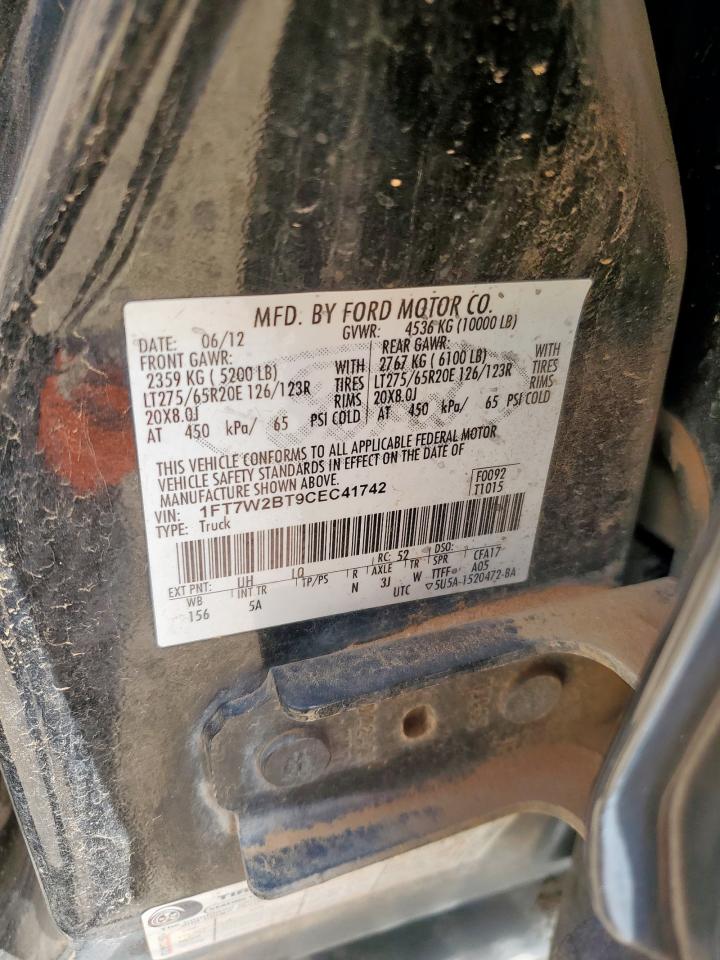 MFD. BY FORD MOTOR CO.
DATE: 06/12 GVWR: 4536 KG (10000 LB)
FRONT GAWR: REAR GAWR:
2359 KG ( 5200 LB) WITH 2767 KG ( 6100 LB) WITH
LT275/65R20E 126/123R TIRES LT275/65R20E 126/123R TIRES
20X8.0J RIMS 20X8.0J RIMS
AT 450 kPa/ 65 PSI COLD AT 450 kPa/ 65 PSI COLD
THIS VEHICLE CONFORMS TO ALL APPLICABLE FEDERAL MOTOR
VEHICLE SAFETY STANDARDS IN EFFECT ON THE DATE OF
MANUFACTURE SHOWN ABOVE.
VIN: 1FT7W2BT9CEC41742 F0092
TYPE: Truck T1015
EXT PNT: UH LQ RC: 52 DSO:
WB INT TR TP/PS R AXLE TR SPR CFA17
156 5A N 3J W TTFF A05
UTC ▽5U5A-1520472-BA